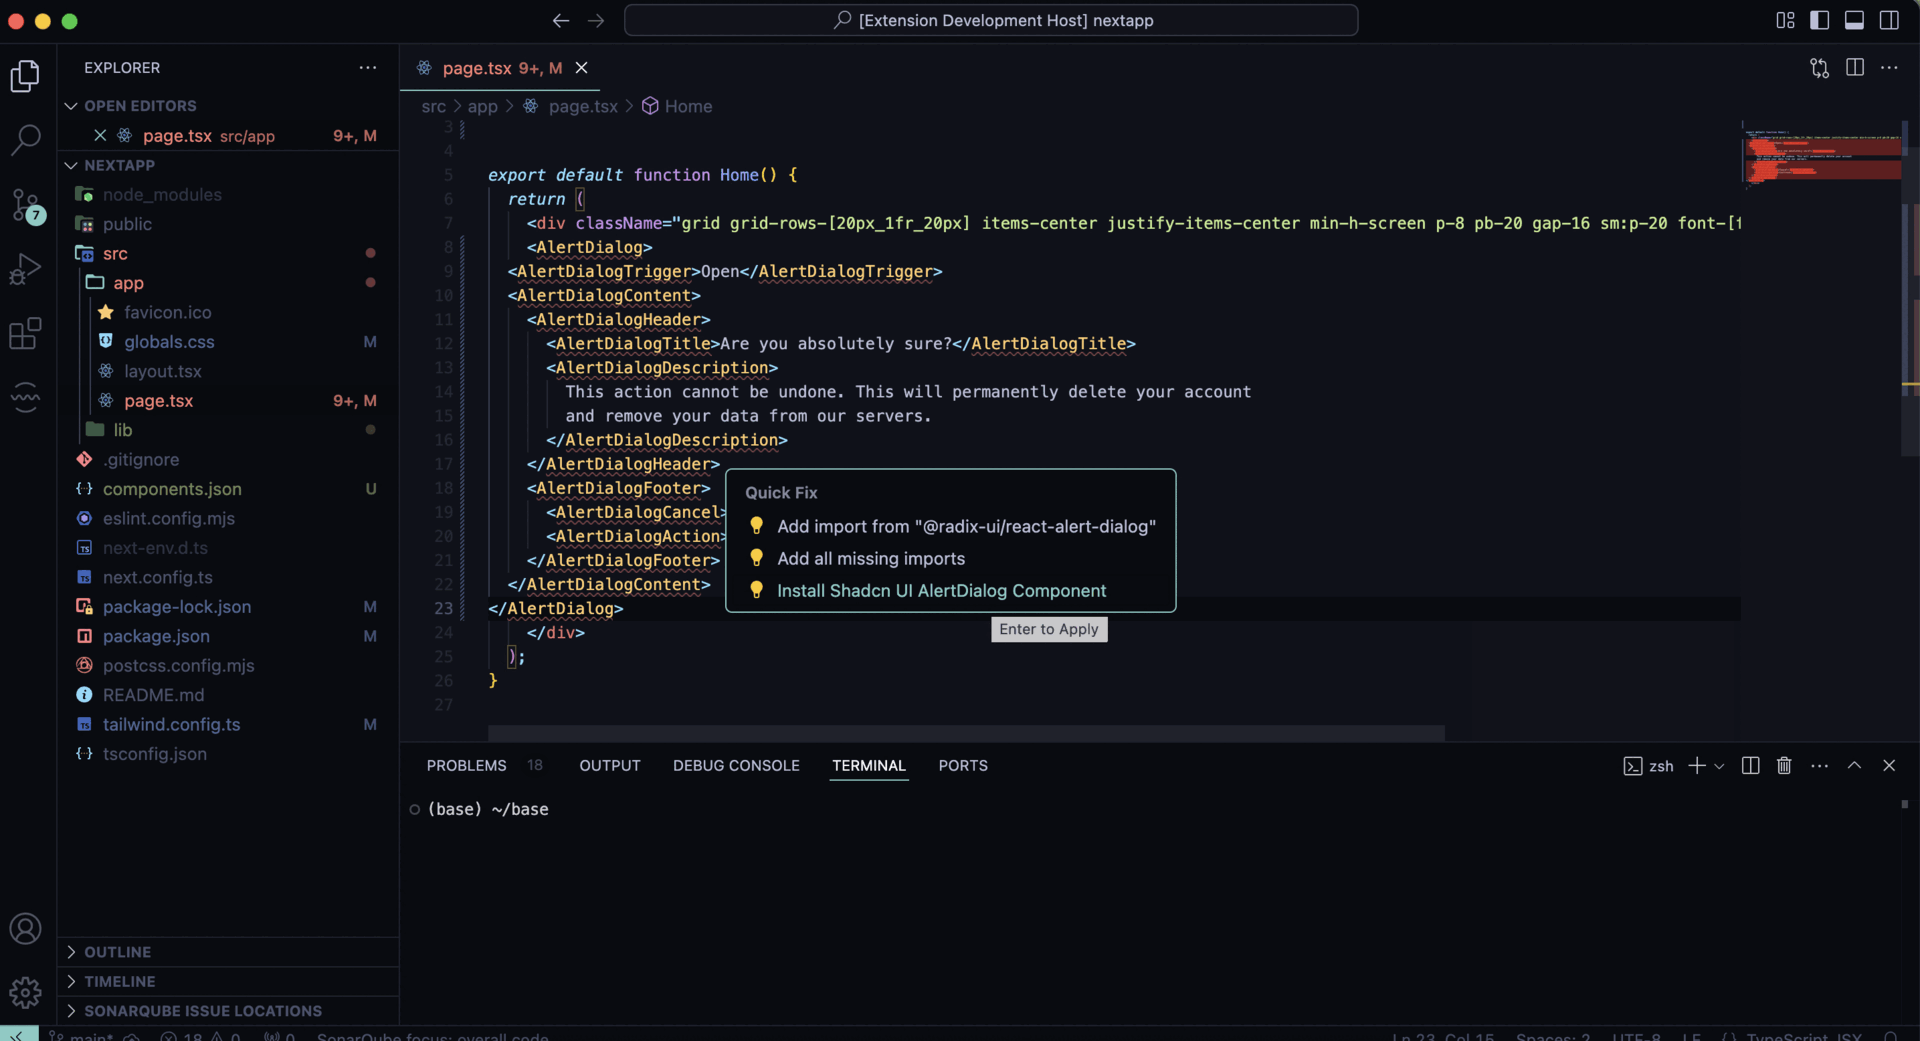 [Extension Development Host] nextapp
EXPLORER
OPEN EDITORS
page.tsx src/app 9+, M
NEXTAPP
node_modules
public
src
app
favicon.ico
globals.css M
layout.tsx
page.tsx 9+, M
lib
.gitignore
components.json U
eslint.config.mjs
next-env.d.ts
next.config.ts
package-lock.json M
package.json M
postcss.config.mjs
README.md
tailwind.config.ts M
tsconfig.json
OUTLINE
TIMELINE
SONARQUBE ISSUE LOCATIONS
7
page.tsx 9+, M
src > app > page.tsx > Home
3
4
5 export default function Home() {
6 return (
7 <div className="grid grid-rows-[20px_1fr_20px] items-center justify-items-center min-h-screen p-8 pb-20 gap-16 sm:p-20 font-[
8 <AlertDialog>
9 <AlertDialogTrigger>Open</AlertDialogTrigger>
10 <AlertDialogContent>
11 <AlertDialogHeader>
12 <AlertDialogTitle>Are you absolutely sure?</AlertDialogTitle>
13 <AlertDialogDescription>
14 This action cannot be undone. This will permanently delete your account
15 and remove your data from our servers.
16 </AlertDialogDescription>
17 </AlertDialogHeader>
18 <AlertDialogFooter>
19 <AlertDialogCancel>
20 <AlertDialogAction>
21 </AlertDialogFooter>
22 </AlertDialogContent>
23 </AlertDialog>
24 </div>
25 );
26 }
27
Quick Fix
Add import from "@radix-ui/react-alert-dialog"
Add all missing imports
Install Shadcn UI AlertDialog Component
Enter to Apply
PROBLEMS 18 OUTPUT DEBUG CONSOLE TERMINAL PORTS
zsh
(base) ~/base
main* 18 0 0 SonarQube focus: overall code
Ln 23, Col 15 Spaces: 2 UTF-8 LF {} TypeScript JSX